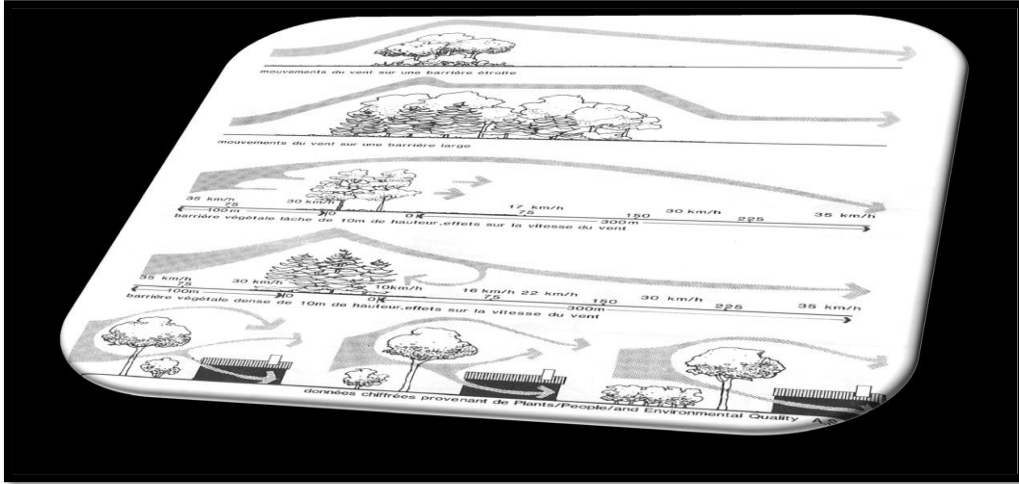 mouvements du vent sur une barrière étroite
mouvements du vent sur une barrière large
35 km/h 30 km/h 17 km/h 30 km/h 35 km/h
75 0 0 75 150 225
100m 300m
barrière végétale lâche de 10m de hauteur.effets sur la vitesse du vent
35 km/h 30 km/h 10km/h 16 km/h 22 km/h 30 km/h 35 km/h
75 0 0 75 150 225
100m 300m
barrière végétale dense de 10m de hauteur.effets sur la vitesse du vent
données chiffrées provenant de Plants/People/and Environmental Quality A.S